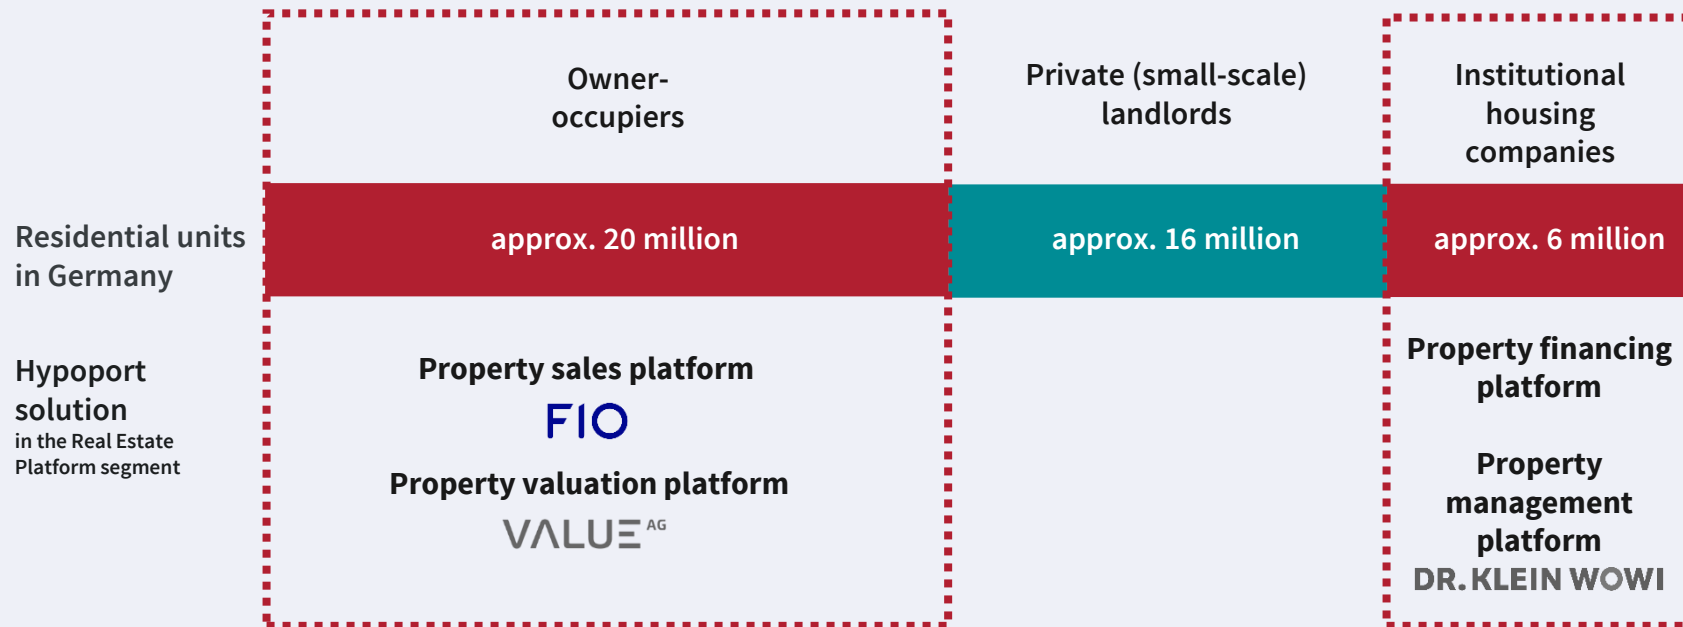 Owner-
occupiers
Private (small-scale)
landlords
Institutional
housing
companies
Residential units
in Germany
approx. 20 million
approx. 16 million
approx. 6 million
Hypoport
solution
in the Real Estate
Platform segment
Property sales platform
FIO
Property valuation platform
VALUE AG
Property financing
platform
Property
management
platform
DR. KLEIN WOWI